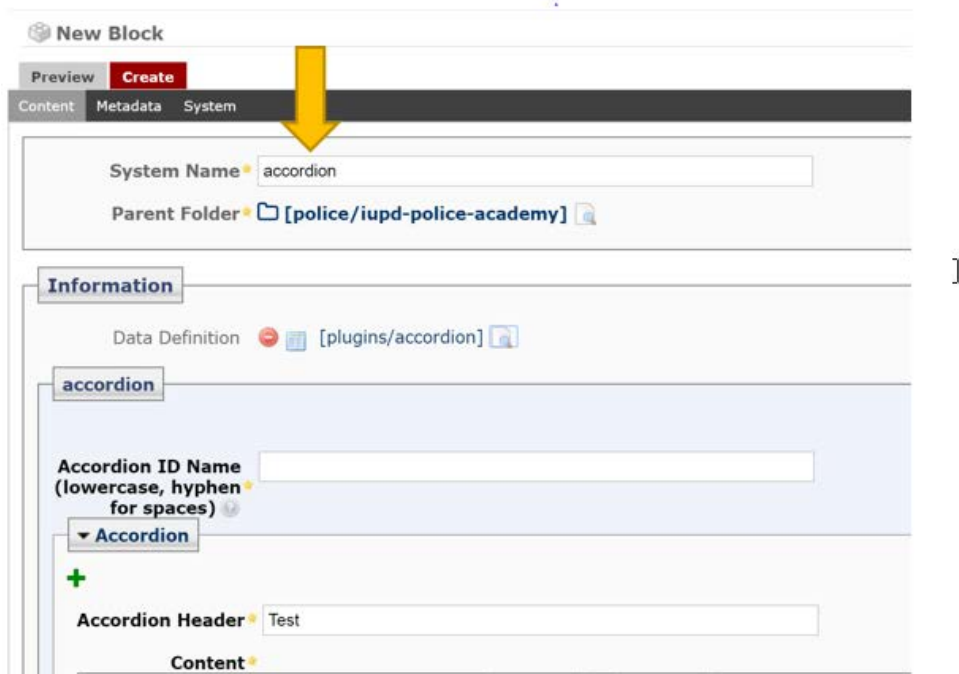 New Block
Preview Create
Content Metadata System
System Name accordion
Parent Folder [police/iupd-police-academy]
Information
Data Definition [plugins/accordion]
accordion
Accordion ID Name
(lowercase, hyphen
for spaces)
Accordion
Accordion Header Test
Content